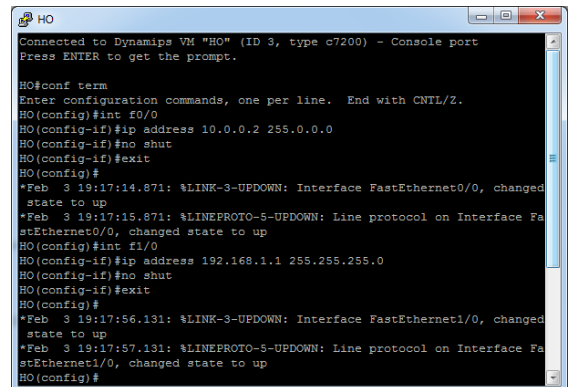 HO
Connected to Dynamips VM "HO" (ID 3, type c7200) - Console port
Press ENTER to get the prompt.
HO#conf term
Enter configuration commands, one per line.  End with CNTL/Z.
HO(config)#int f0/0
HO(config-if)#ip address 10.0.0.2 255.0.0.0
HO(config-if)#no shut
HO(config-if)#exit
HO(config)#
*Feb  3 19:17:14.871: %LINK-3-UPDOWN: Interface FastEthernet0/0, changed
 state to up
*Feb  3 19:17:15.871: %LINEPROTO-5-UPDOWN: Line protocol on Interface Fa
stEthernet0/0, changed state to up
HO(config)#int f1/0
HO(config-if)#ip address 192.168.1.1 255.255.255.0
HO(config-if)#no shut
HO(config-if)#exit
HO(config)#
*Feb  3 19:17:56.131: %LINK-3-UPDOWN: Interface FastEthernet1/0, changed
 state to up
*Feb  3 19:17:57.131: %LINEPROTO-5-UPDOWN: Line protocol on Interface Fa
stEthernet1/0, changed state to up
HO(config)#